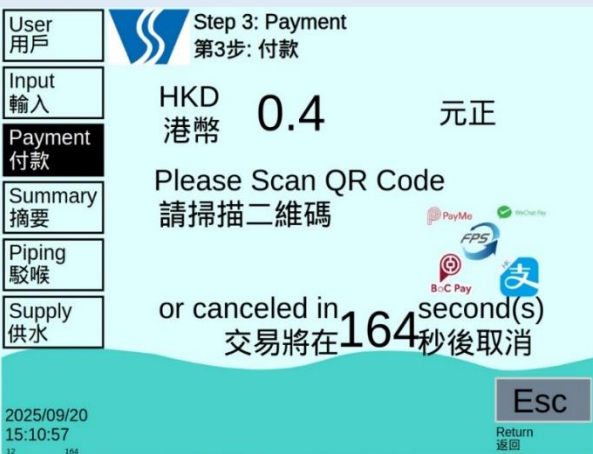 User
用戶
Step 3: Payment
第3步: 付款
Input
輸入
HKD
港幣
0.4
元正
Payment
付款
Please Scan QR Code
請掃描二維碼
Summary
摘要
PayMe
WeChat Pay
FPS
BoC Pay
支
Piping
駁喉
Supply
供水
or canceled in
交易將在
164
second(s)
秒後取消
Esc
Return
返回
2025/09/20
15:10:57
12 164